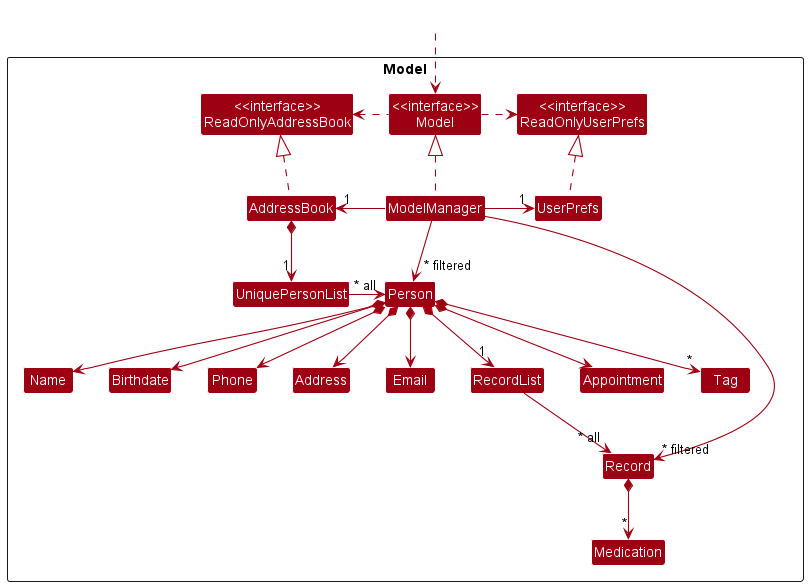 Model
<<interface>>
ReadOnlyAddressBook
<<interface>>
Model
<<interface>>
ReadOnlyUserPrefs
AddressBook
1
ModelManager
1
UserPrefs
1
* filtered
UniquePersonList
* all
Person
1
*
Name
Birthdate
Phone
Address
Email
RecordList
Appointment
Tag
* all
* filtered
Record
*
Medication